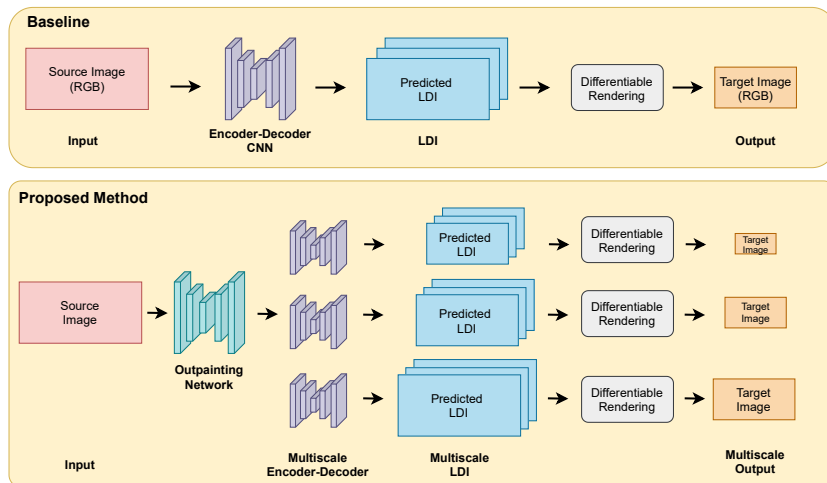 Baseline
Source Image
(RGB)
Predicted
LDI
Differentiable
Rendering
Target Image
(RGB)
Input
Encoder-Decoder
CNN
LDI
Output
Proposed Method
Source
Image
Outpainting
Network
Predicted
LDI
Differentiable
Rendering
Target
Image
Predicted
LDI
Differentiable
Rendering
Target
Image
Predicted
LDI
Differentiable
Rendering
Target
Image
Input
Multiscale
Encoder-Decoder
Multiscale
LDI
Multiscale
Output